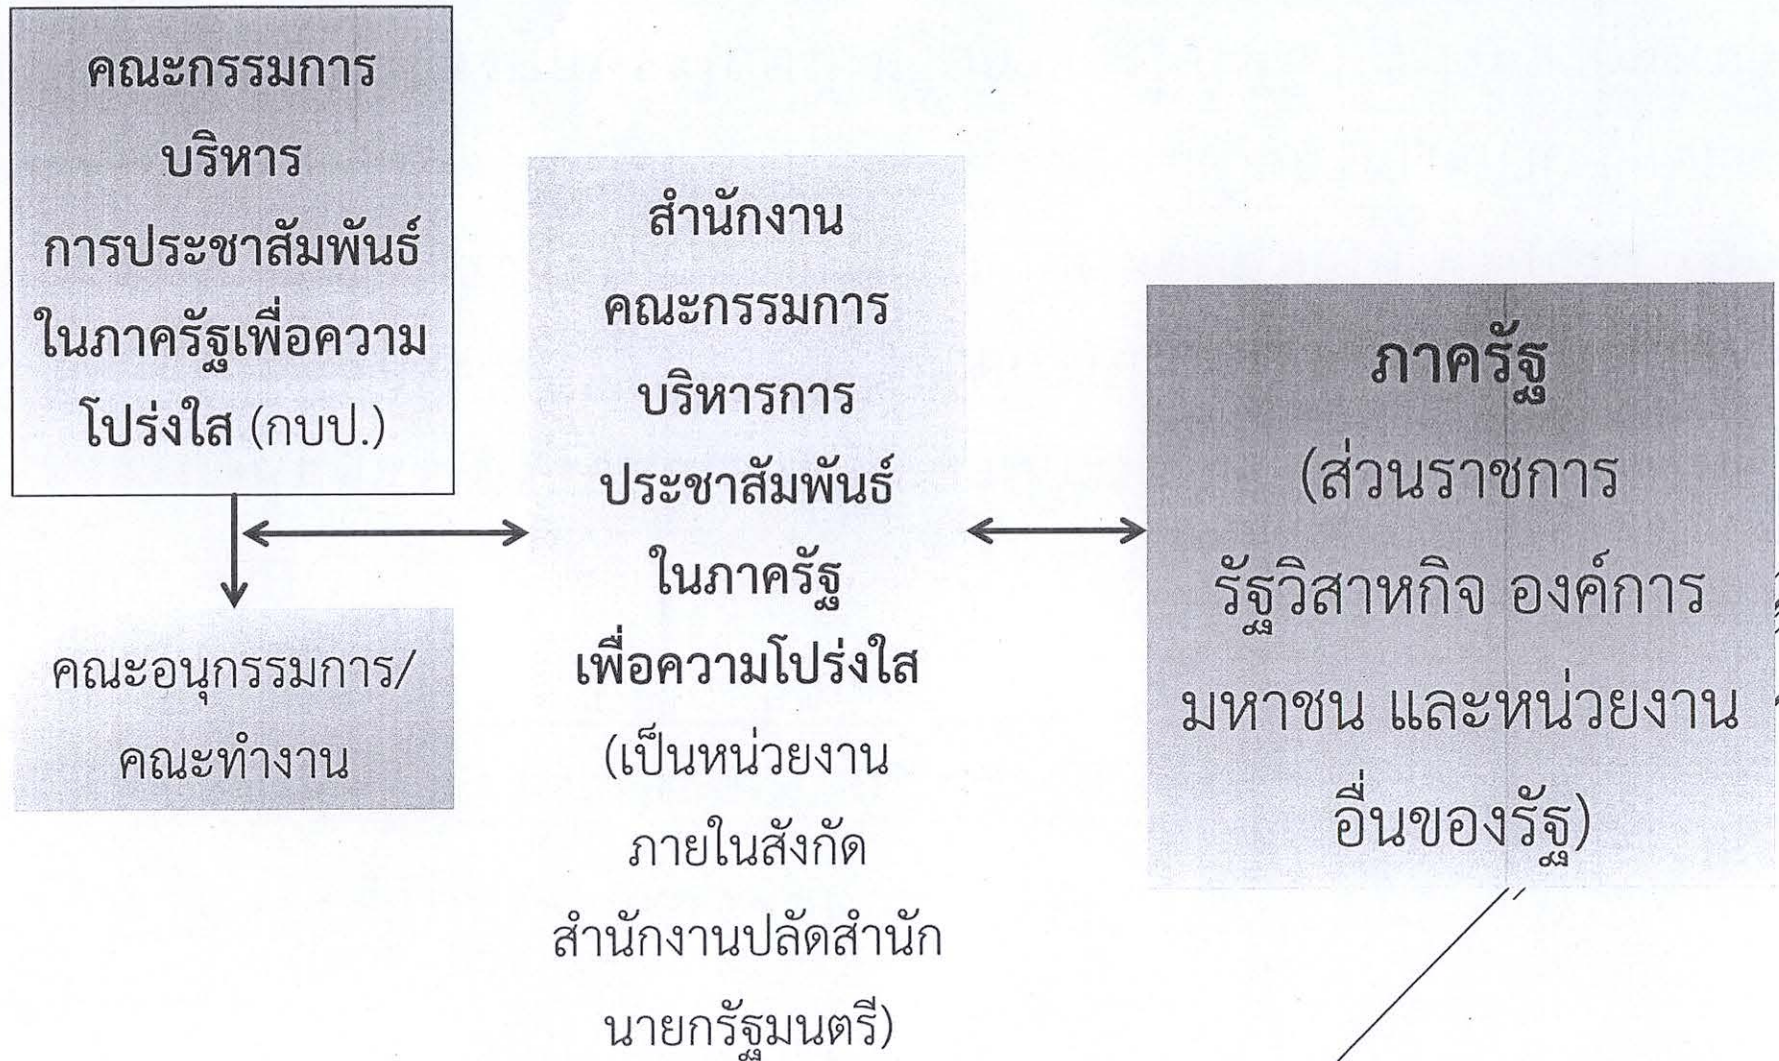 คณะกรรมการ
บริหาร
การประชาสัมพันธ์
ในภาครัฐเพื่อความ
โปร่งใส (กบป.)
คณะอนุกรรมการ/
คณะทำงาน
สำนักงาน
คณะกรรมการ
บริหารการ
ประชาสัมพันธ์
ในภาครัฐ
เพื่อความโปร่งใส
(เป็นหน่วยงาน
ภายในสังกัด
สำนักงานปลัดสำนัก
นายกรัฐมนตรี)
ภาครัฐ
(ส่วนราชการ
รัฐวิสาหกิจ องค์การ
มหาชน และหน่วยงาน
อื่นของรัฐ)